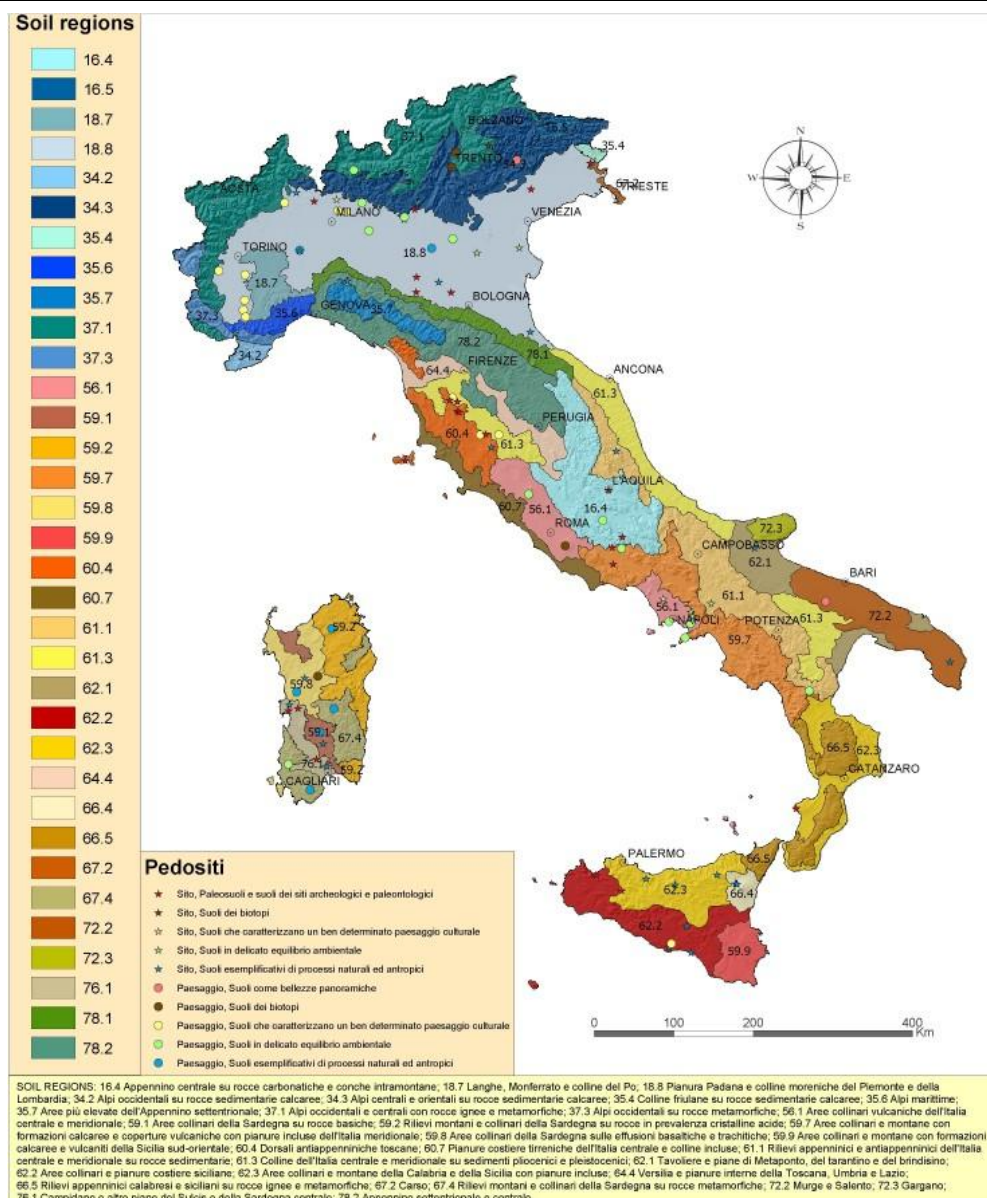 Soil regions
16.4
16.5
18.7
18.8
34.2
34.3
35.4
35.6
35.7
37.1
37.3
56.1
59.1
59.2
59.7
59.8
59.9
60.4
60.7
61.1
61.3
62.1
62.2
62.3
64.4
66.4
66.5
67.2
67.4
72.2
72.3
76.1
78.1
78.2
BOLZANO
37.1
16.5
TRENTO
35.4
67.2
TRIESTE
AOSTA
MILANO
VENEZIA
TORINO
18.8
18.7
BOLOGNA
GENOVA
35.7
37.3
35.6
34.2
78.2
78.1
FIRENZE
64.4
ANCONA
61.3
PERUGIA
60.4
61.3
L'AQUILA
16.4
60.7
56.1
ROMA
72.3
CAMPOBASSO
62.1
BARI
61.1
56.1
NAPOLI
POTENZA
61.3
72.2
59.7
59.2
59.8
59.1
67.4
76.1
59.2
CAGLIARI
66.5
62.3
CATANZARO
PALERMO
66.5
62.3
66.4
62.2
59.9
N
W
E
S
Pedositi
Sito, Paleosuoli e suoli dei siti archeologici e paleontologici
Sito, Suoli dei biotopi
Sito, Suoli che caratterizzano un ben determinato paesaggio culturale
Sito, Suoli in delicato equilibrio ambientale
Sito, Suoli esemplificativi di processi naturali ed antropici
Paesaggio, Suoli come bellezze panoramiche
Paesaggio, Suoli dei biotopi
Paesaggio, Suoli che caratterizzano un ben determinato paesaggio culturale
Paesaggio, Suoli in delicato equilibrio ambientale
Paesaggio, Suoli esemplificativi di processi naturali ed antropici
0 100 200 400
Km
SOIL REGIONS: 16.4 Appennino centrale su rocce carbonatiche e conche intramontane; 18.7 Langhe, Monferrato e colline del Po; 18.8 Pianura Padana e colline moreniche del Piemonte e della
Lombardia; 34.2 Alpi occidentali su rocce sedimentarie calcaree; 34.3 Alpi centrali e orientali su rocce sedimentarie calcaree; 35.4 Colline friulane su rocce sedimentarie calcaree; 35.6 Alpi marittime;
35.7 Aree più elevate dell'Appennino settentrionale; 37.1 Alpi occidentali e centrali con rocce ignee e metamorfiche; 37.3 Alpi occidentali su rocce metamorfiche; 56.1 Aree collinari vulcaniche dell'Italia
centrale e meridionale; 59.1 Aree collinari della Sardegna su rocce basiche; 59.2 Rilievi montani e collinari della Sardegna su rocce in prevalenza cristalline acide; 59.7 Aree collinari e montane con
formazioni calcaree e coperture vulcaniche con pianure incluse dell'Italia meridionale; 59.8 Aree collinari della Sardegna sulle effusioni basaltiche e trachitiche; 59.9 Aree collinari e montane con formazioni
calcaree e vulcaniti della Sicilia sud-orientale; 60.4 Dorsali antiappenniniche toscane; 60.7 Pianure costiere tirreniche dell'Italia centrale e colline incluse; 61.1 Rilievi appenninici e antiappenninici dell'Italia
centrale e meridionale su rocce sedimentarie; 61.3 Colline dell'Italia centrale e meridionale su sedimenti pliocenici e pleistocenici; 62.1 Tavoliere e piane di Metaponto, del tarantino e del brindisino;
62.2 Aree collinari e pianure costiere siciliane; 62.3 Aree collinari e montane della Calabria e della Sicilia con pianure incluse; 64.4 Versilia e pianure interne della Toscana, Umbria e Lazio;
66.5 Rilievi appenninici calabresi e siciliani su rocce ignee e metamorfiche; 67.2 Carso; 67.4 Rilievi montani e collinari della Sardegna su rocce metamorfiche; 72.2 Murge e Salento; 72.3 Gargano;
76.1 Campidano e altre piane del Sulcis e della Sardegna centrale; 78.2 Appennino settentrionale e centrale